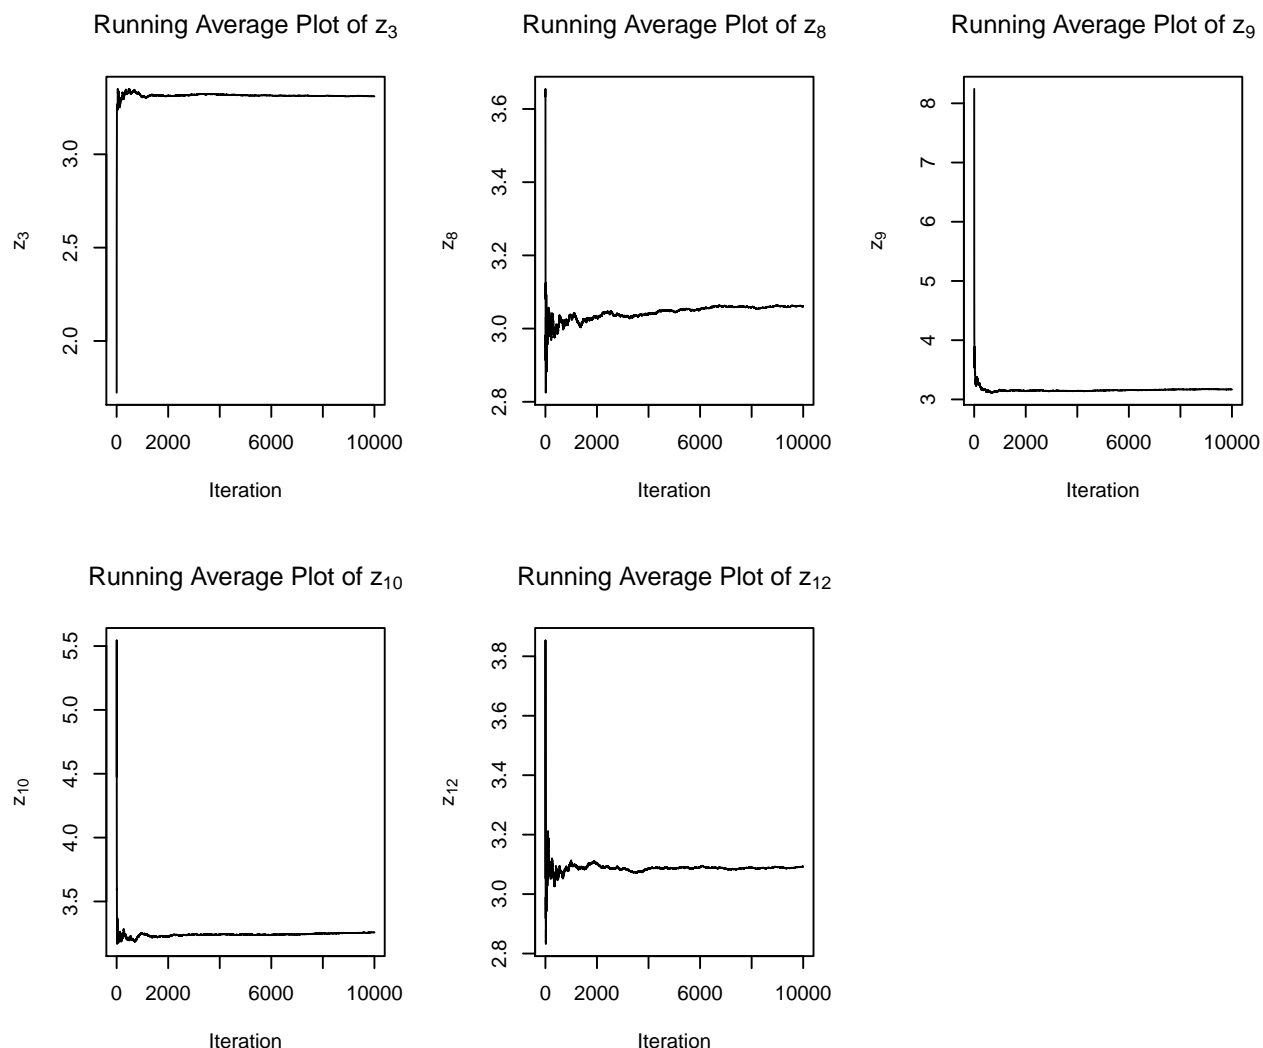 Running Average Plot of z3
z3
3.0
2.5
2.0
0 2000 6000 10000
Iteration
Running Average Plot of z8
z8
3.6
3.4
3.2
3.0
2.8
0 2000 6000 10000
Iteration
Running Average Plot of z9
z9
8
7
6
5
4
3
0 2000 6000 10000
Iteration
Running Average Plot of z10
z10
5.5
5.0
4.5
4.0
3.5
0 2000 6000 10000
Iteration
Running Average Plot of z12
z12
3.8
3.6
3.4
3.2
3.0
2.8
0 2000 6000 10000
Iteration